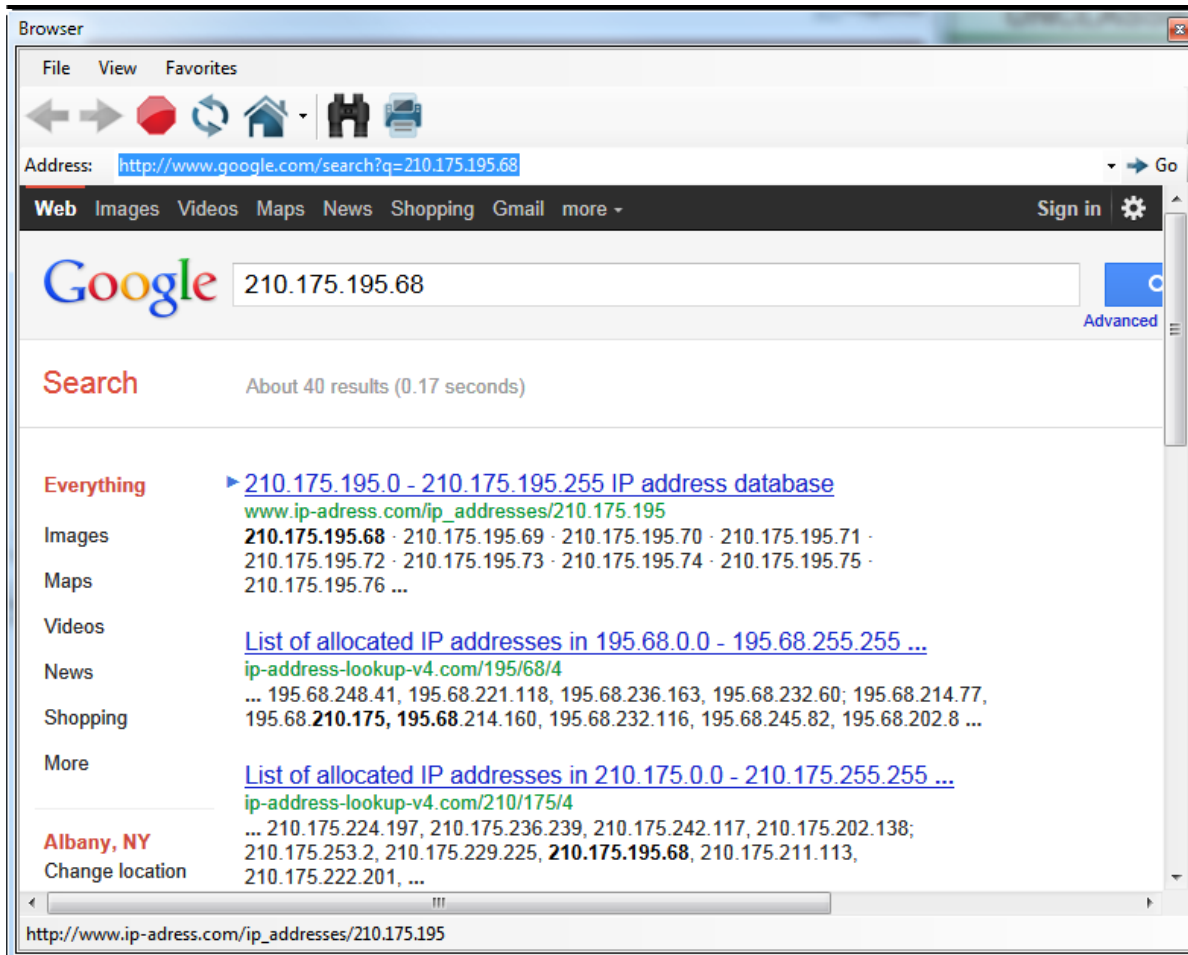 Browser
File View Favorites
Address: http://www.google.com/search?q=210.175.195.68 Go
Web Images Videos Maps News Shopping Gmail more Sign in
Google 210.175.195.68
Advanced
Search About 40 results (0.17 seconds)
Everything
Images
Maps
Videos
News
Shopping
More
Albany, NY
Change location
210.175.195.0 - 210.175.195.255 IP address database
www.ip-adress.com/ip_addresses/210.175.195
210.175.195.68 · 210.175.195.69 · 210.175.195.70 · 210.175.195.71 ·
210.175.195.72 · 210.175.195.73 · 210.175.195.74 · 210.175.195.75 ·
210.175.195.76 ...
List of allocated IP addresses in 195.68.0.0 - 195.68.255.255 ...
ip-address-lookup-v4.com/195/68/4
... 195.68.248.41, 195.68.221.118, 195.68.236.163, 195.68.232.60; 195.68.214.77,
195.68.210.175, 195.68.214.160, 195.68.232.116, 195.68.245.82, 195.68.202.8 ...
List of allocated IP addresses in 210.175.0.0 - 210.175.255.255 ...
ip-address-lookup-v4.com/210/175/4
... 210.175.224.197, 210.175.236.239, 210.175.242.117, 210.175.202.138;
210.175.253.2, 210.175.229.225, 210.175.195.68, 210.175.211.113,
210.175.222.201, ...
http://www.ip-adress.com/ip_addresses/210.175.195